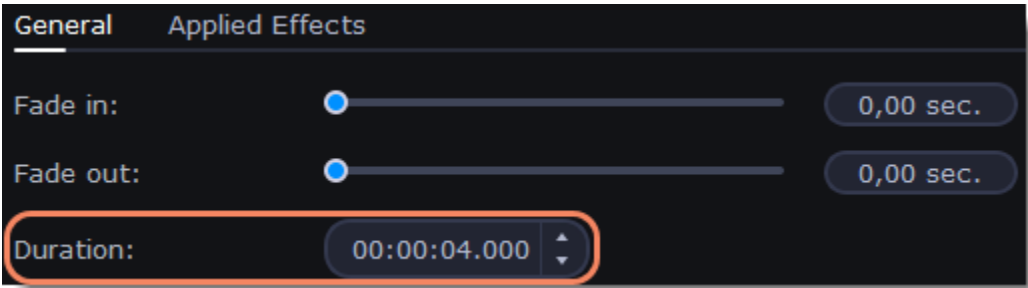 General Applied Effects
Fade in: 0,00 sec.
Fade out: 0,00 sec.
Duration: 00:00:04.000